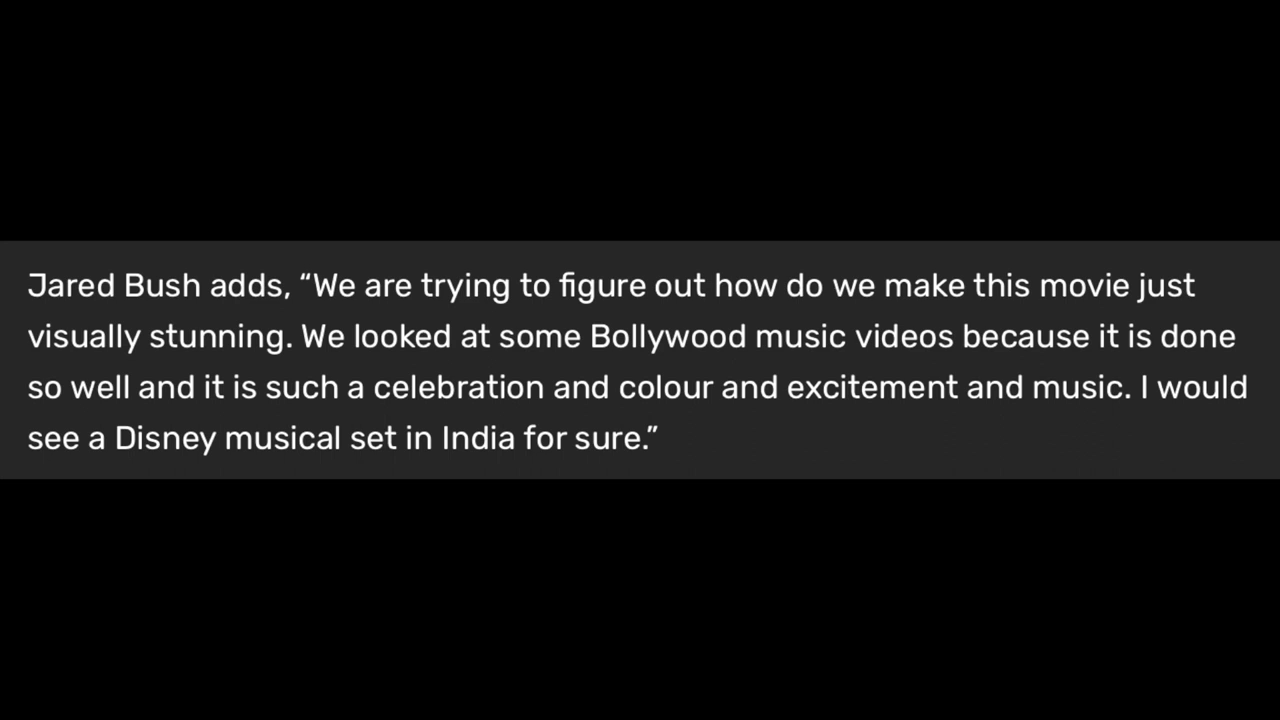 Jared Bush adds, “We are trying to figure out how do we make this movie just
visually stunning. We looked at some Bollywood music videos because it is done
so well and it is such a celebration and colour and excitement and music. I would
see a Disney musical set in India for sure.”